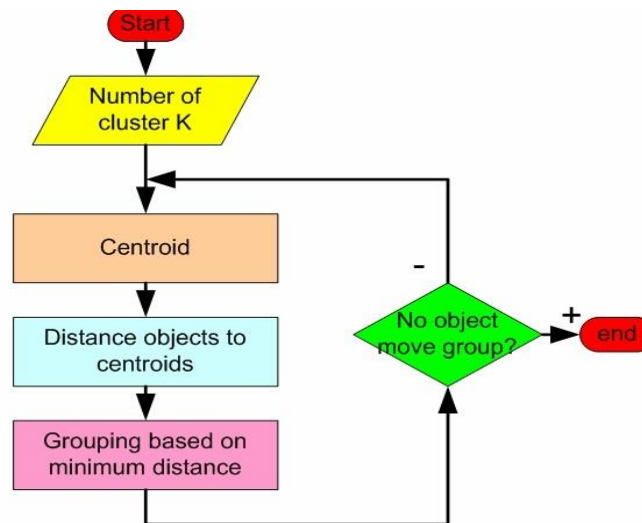 Start
Number of
cluster K
Centroid
Distance objects to
centroids
Grouping based on
minimum distance
-
No object
move group?
+
end